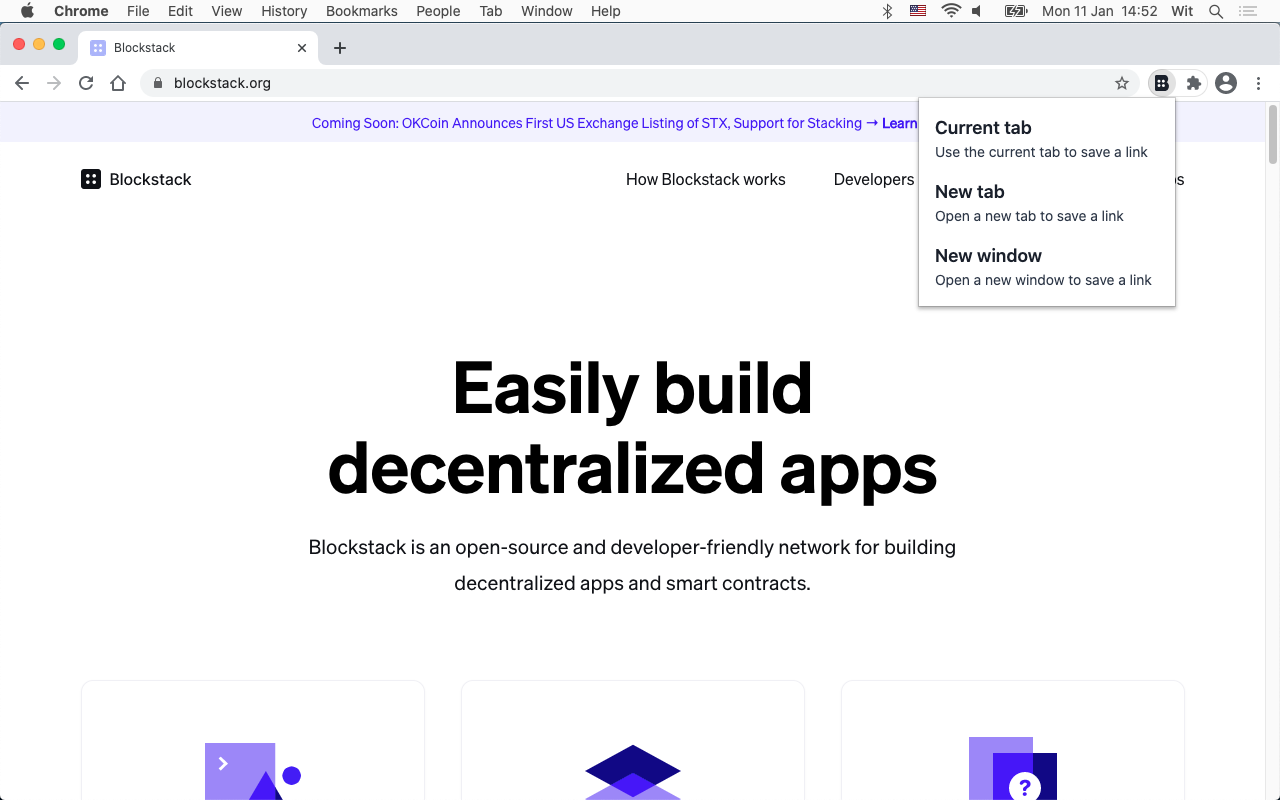 Chrome File Edit View History Bookmarks People Tab Window Help Mon 11 Jan 14:52 Wit
Blockstack
blockstack.org
Coming Soon: OKCoin Announces First US Exchange Listing of STX, Support for Stacking → Learn
Current tab
Use the current tab to save a link
New tab
Open a new tab to save a link
New window
Open a new window to save a link
Blockstack How Blockstack works Developers
Easily build
decentralized apps
Blockstack is an open-source and developer-friendly network for building
decentralized apps and smart contracts.
?